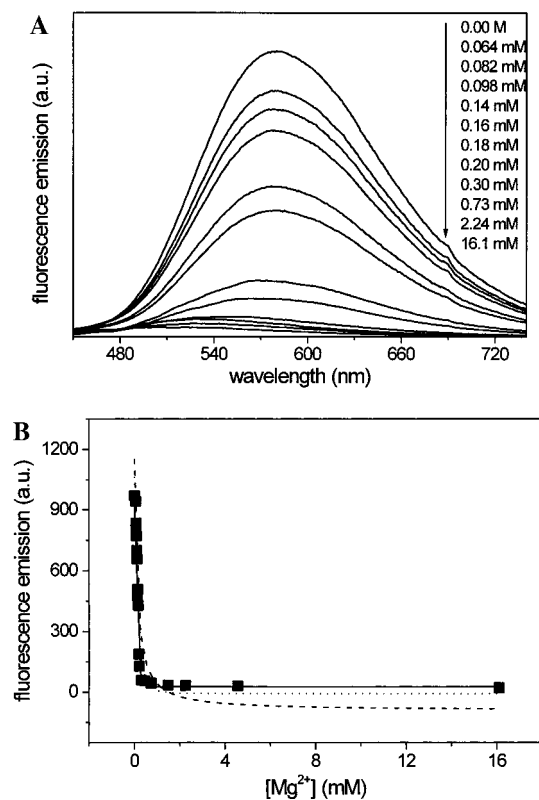 A
0.00 M
0.064 mM
0.082 mM
0.098 mM
0.14 mM
0.16 mM
0.18 mM
0.20 mM
0.30 mM
0.73 mM
2.24 mM
16.1 mM
fluorescence emission (a.u.)
480 540 600 660 720
wavelength (nm)
B
1200
900
600
300
0
fluorescence emission (a.u.)
0 4 8 12 16
[Mg²⁺] (mM)